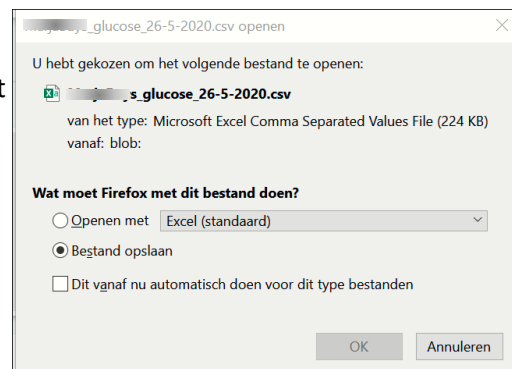 _glucose_26-5-2020.csv openen
U hebt gekozen om het volgende bestand te openen:
t
s_glucose_26-5-2020.csv
van het type: Microsoft Excel Comma Separated Values File (224 KB)
vanaf: blob:
Wat moet Firefox met dit bestand doen?
Openen met Excel (standaard)
Bestand opslaan
Dit vanaf nu automatisch doen voor dit type bestanden
OK Annuleren